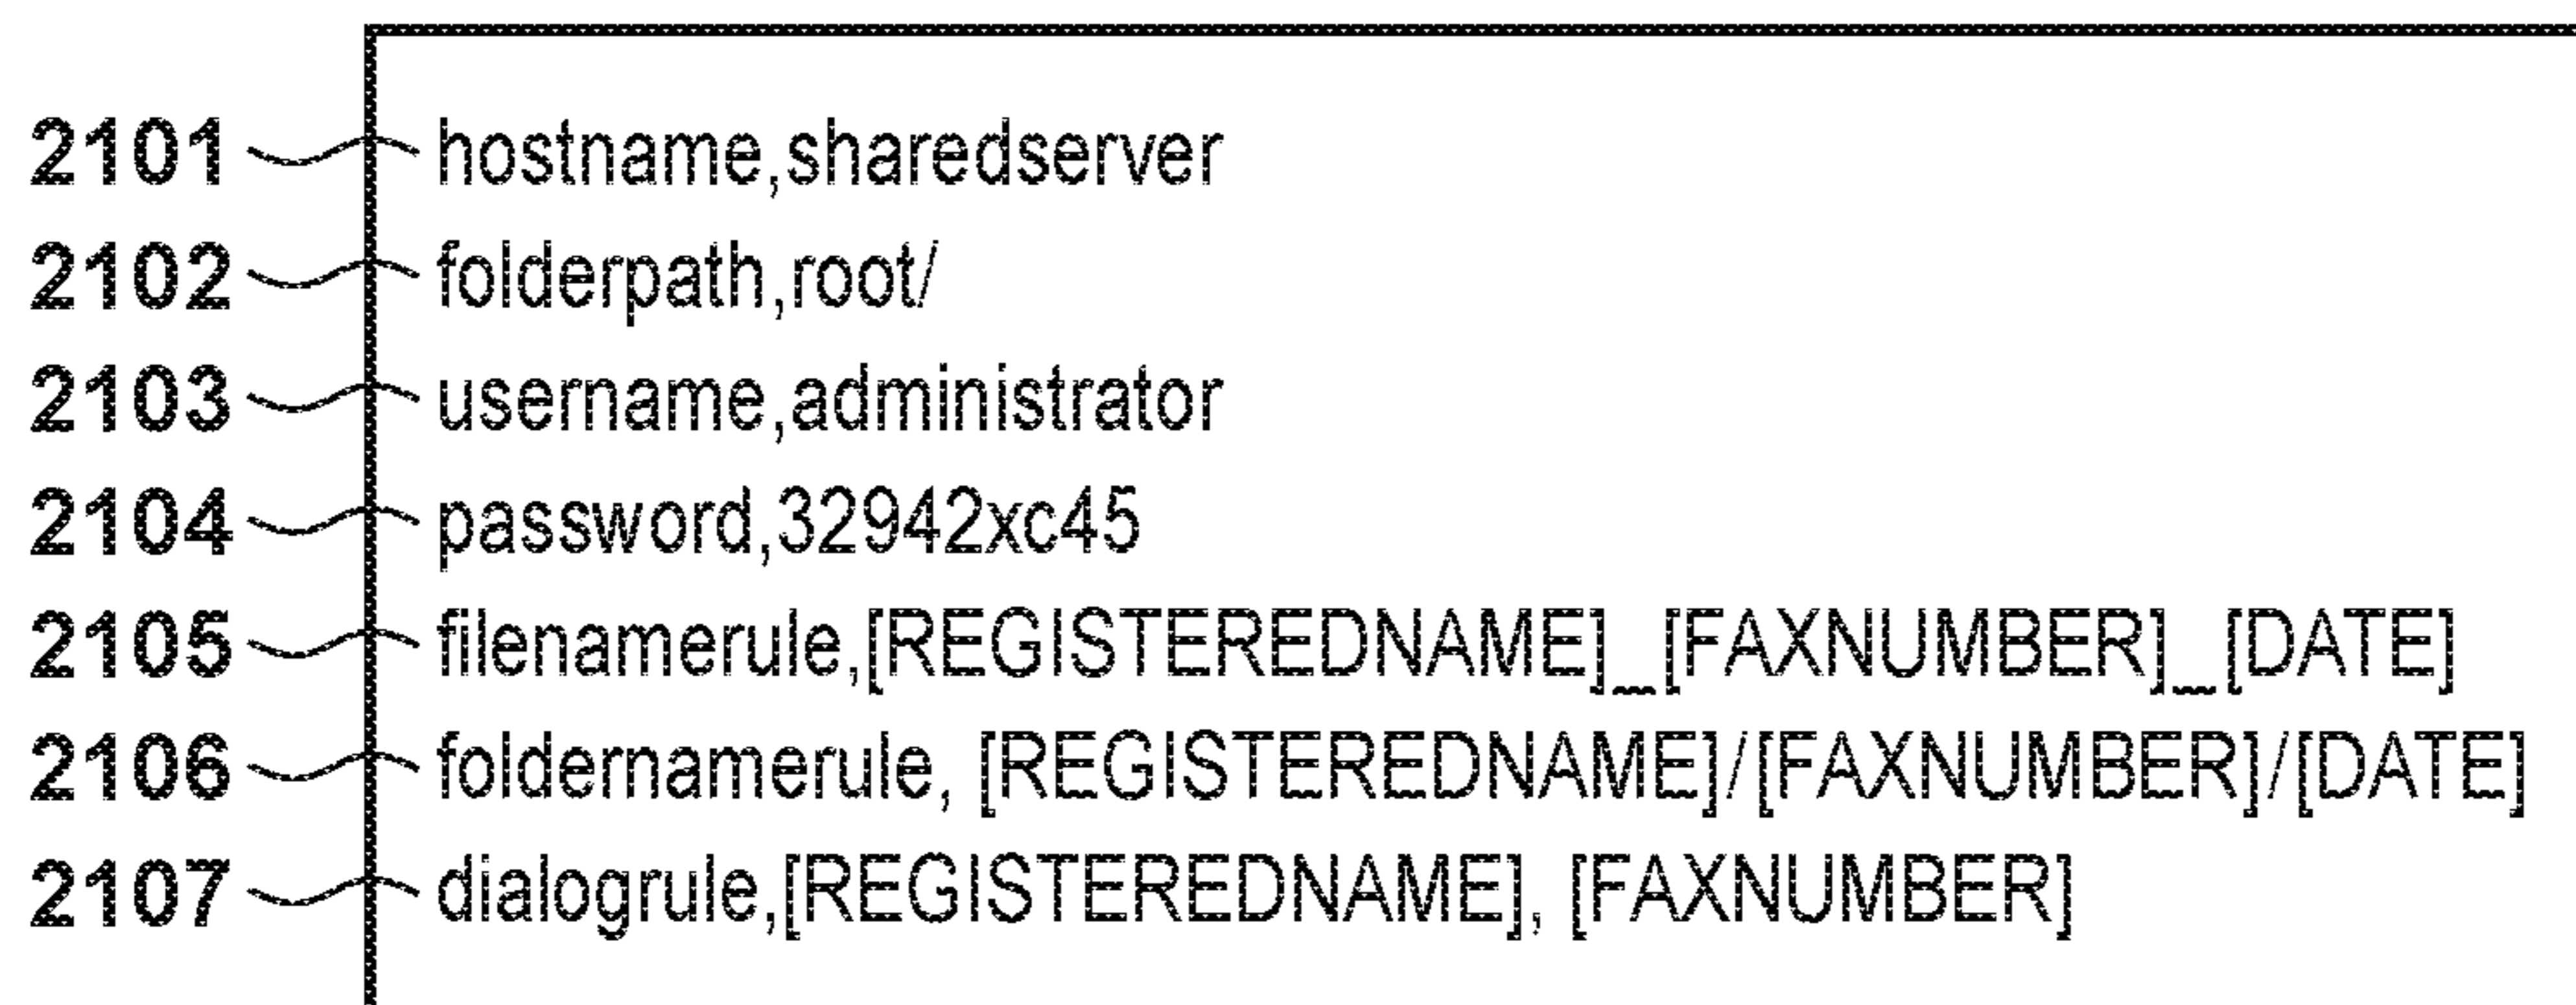 2101 hostname,sharedserver
2102 folderpath,root/
2103 username,administrator
2104 password,32942xc45
2105 filenamerule,[REGISTEREDNAME]_[FAXNUMBER]_[DATE]
2106 foldernamerule, [REGISTEREDNAME]/[FAXNUMBER]/[DATE]
2107 dialogrule,[REGISTEREDNAME], [FAXNUMBER]